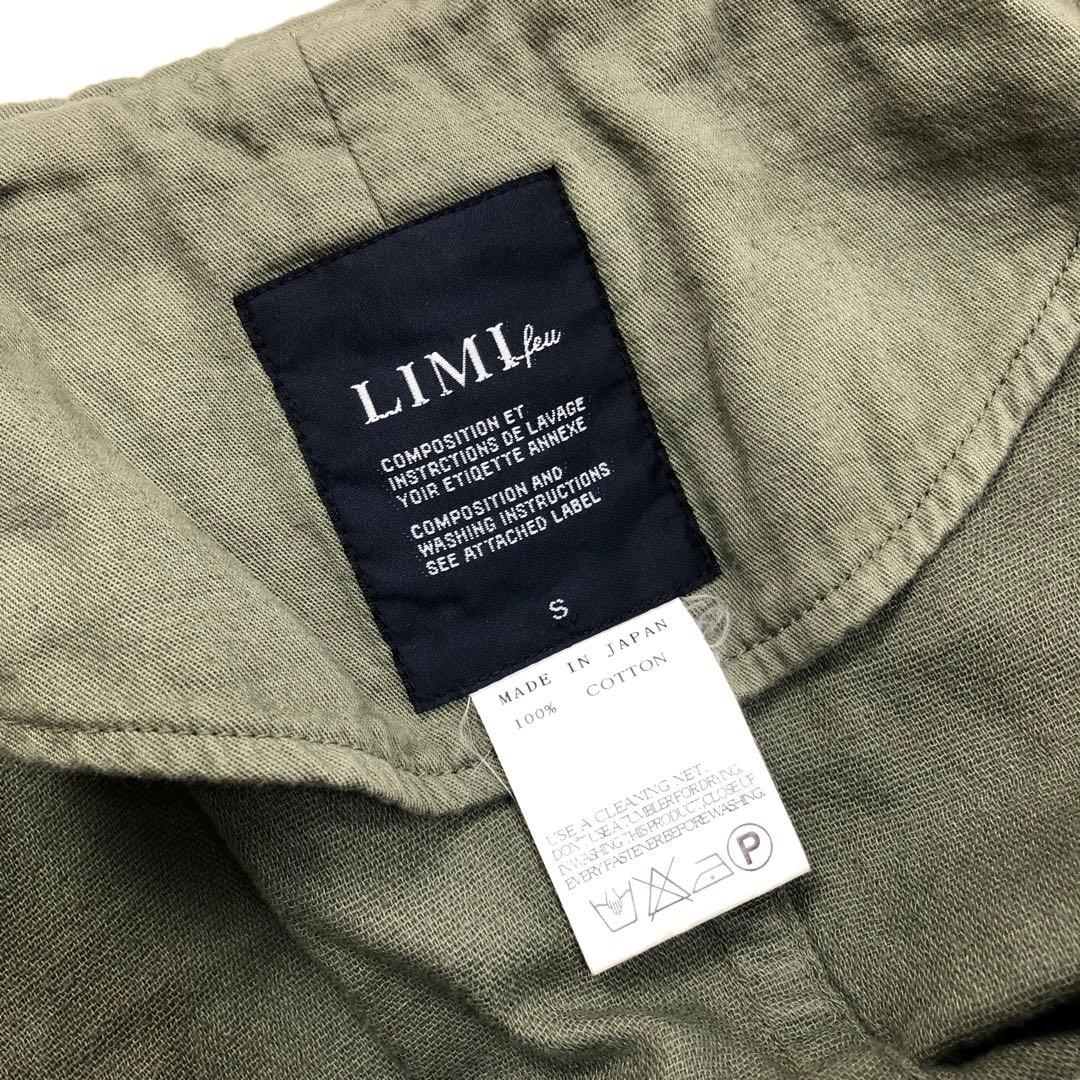 LIMI feu
COMPOSITION ET
INSTRCTIONS DE LAVAGE
YOIR ETIQETTE ANNEXE
COMPOSITION AND
WASHING INSTRUCTIONS
SEE ATTACHED LABEL
S
MADE IN JAPAN
100% COTTON
USE A CLEANING NET.
DON'T USE A TUMBLER FOR DRYING.
IN WASHING THIS PRODUCT, CLOSE UP
EVERY FASTENER BEFORE WASHING.
P